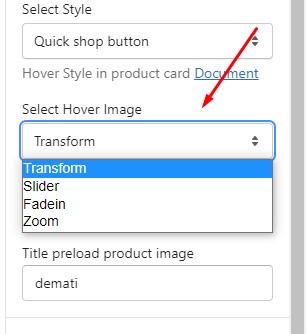 Select Style
Quick shop button
Hover Style in product card Document
Select Hover Image
Transform
Transform
Slider
Fadein
Zoom
Title preload product image
demati